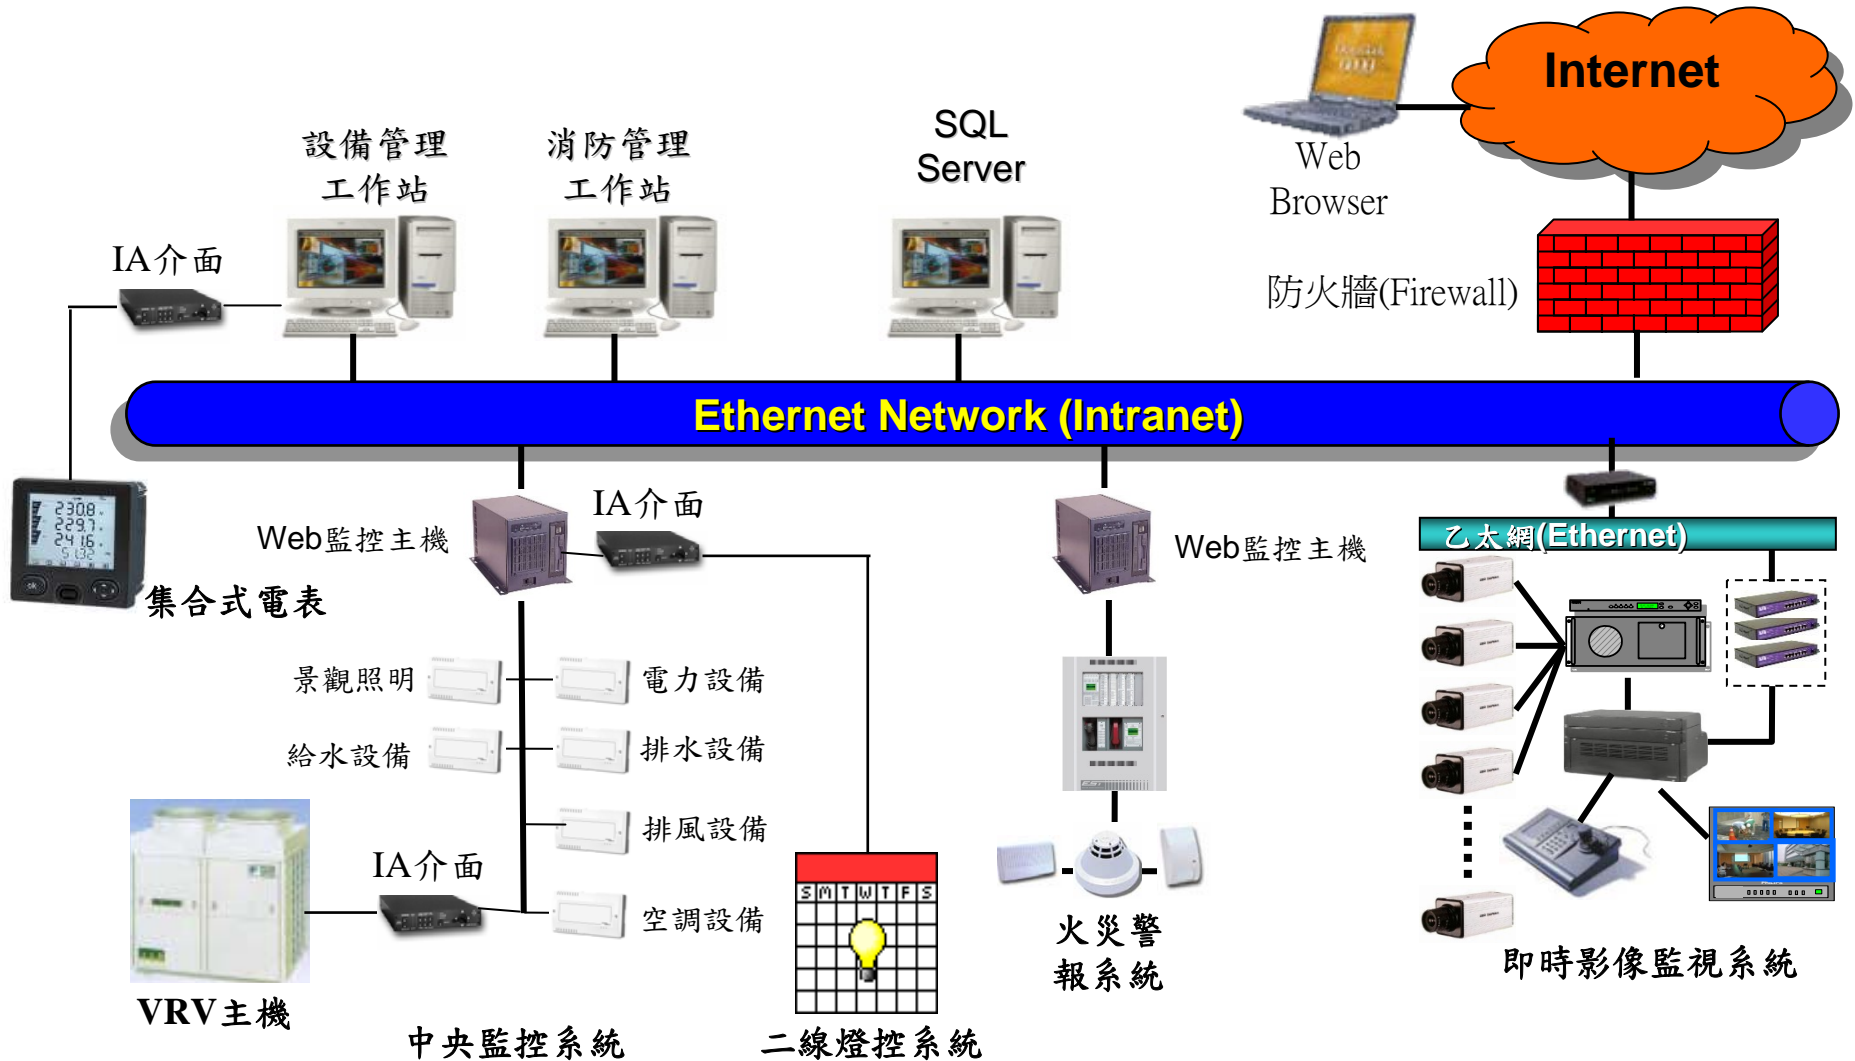 Internet
Web
Browser
設備管理
工作站
消防管理
工作站
SQL
Server
IA介面
防火牆(Firewall)
Ethernet Network (Intranet)
230.8
229.7
241.6
集合式電表
Web監控主機
IA介面
Web監控主機
乙太網(Ethernet)
景觀照明
電力設備
給水設備
排水設備
排風設備
IA介面
空調設備
VRV主機
中央監控系統
S M T W T F S
二線燈控系統
火災警
報系統
即時影像監視系統